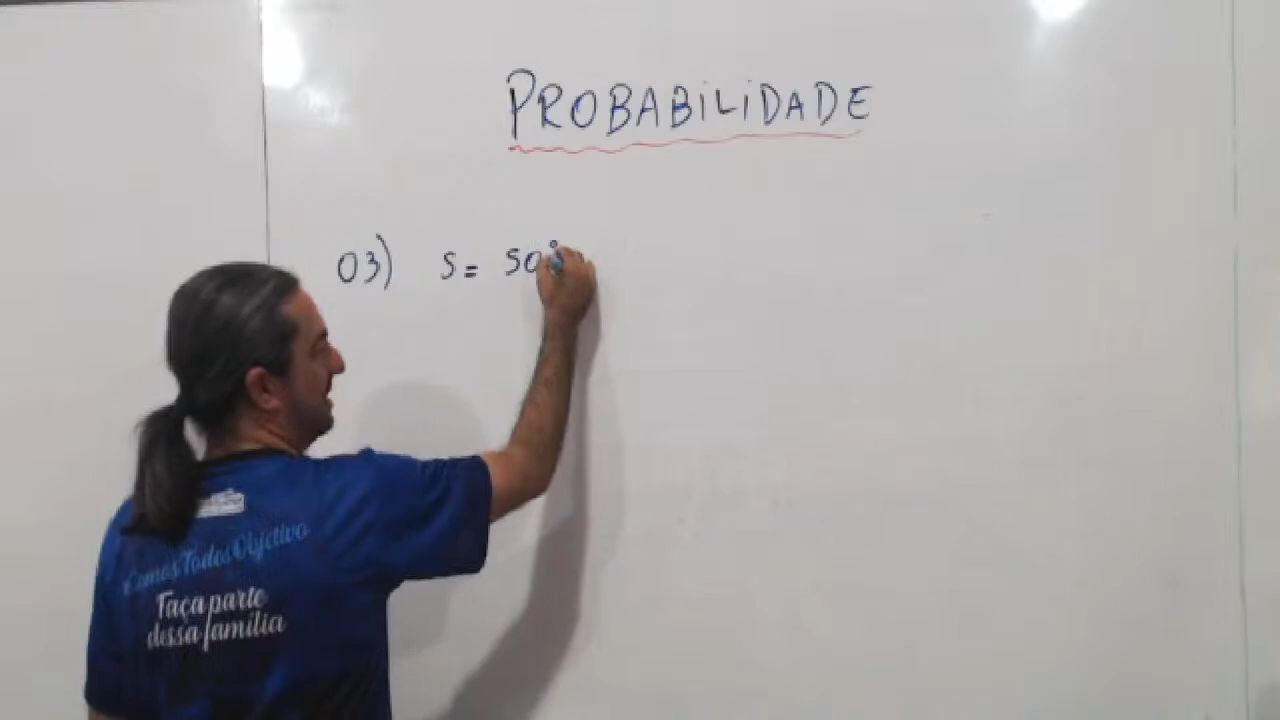 PROBABILIDADE
03) S = 50
#SomosTodosObjetivo
Faça parte
dessa família